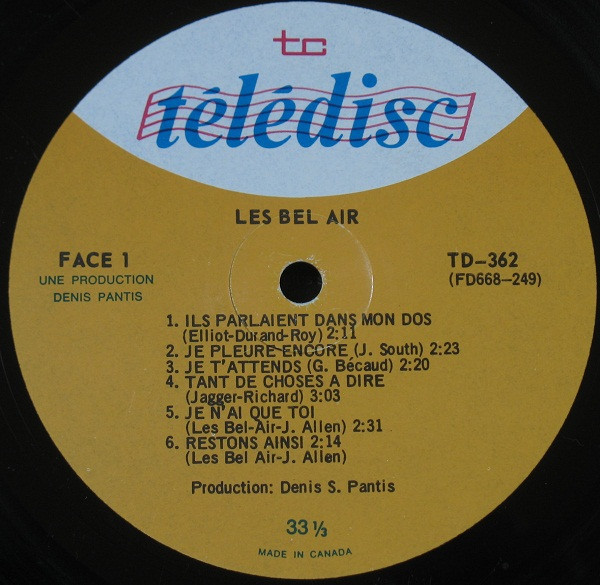 tc
télédisc
LES BEL AIR
FACE 1
UNE PRODUCTION
DENIS PANTIS
TD-362
(FD668-249)
1. ILS PARLAIENT DANS MON DOS
(Elliot-Durand-Roy) 2:11
2. JE PLEURE ENCORE (J. South) 2:23
3. JE T'ATTENDS (G. Bécaud) 2:20
4. TANT DE CHOSES A DIRE
(Jagger-Richard) 3:03
5. JE N'AI QUE TOI
(Les Bel-Air-J. Allen) 2:31
6. RESTONS AINSI 2:14
(Les Bel Air-J. Allen)
Production: Denis S. Pantis
33 1/3
MADE IN CANADA